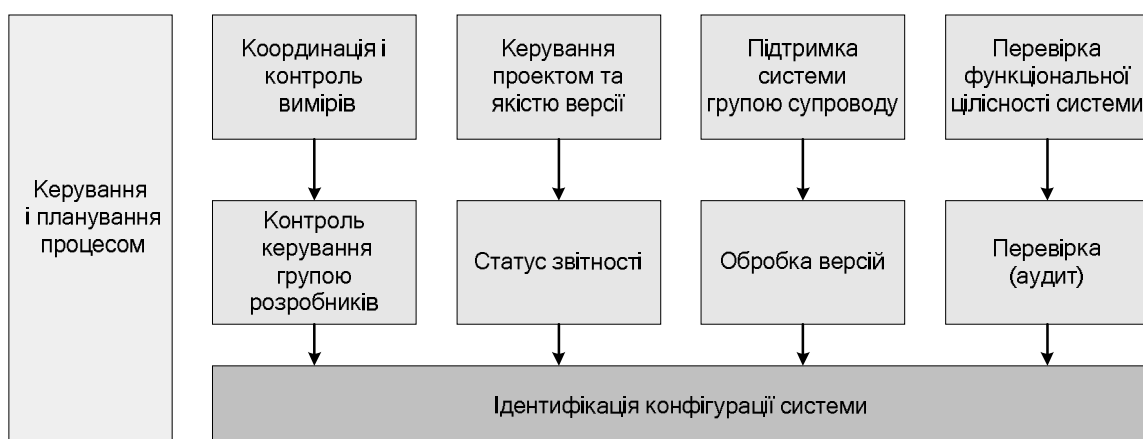 Керування
і планування
процесом
Координація і
контроль
вимірів
Керування
проектом та
якістю версії
Підтримка
системи
групою супроводу
Перевірка
функціональної
цілісності системи
Контроль
керування
групою
розробників
Статус звітності
Обробка версій
Перевірка
(аудит)
Ідентифікація конфігурації системи